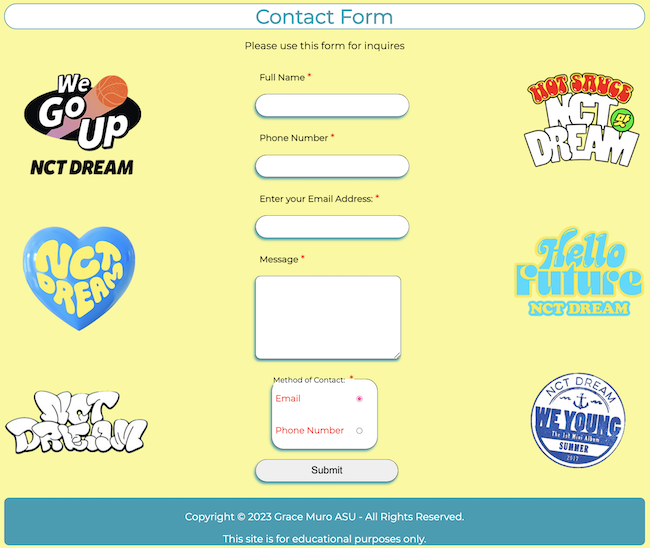 Contact Form
Please use this form for inquires
We
Go
Up
NCT DREAM
NCT
DREAM
NCT
DREAM
Full Name *
Phone Number *
Enter your Email Address: *
Message *
Method of Contact: *
Email
Phone Number
Submit
HOT SAUCE
NCT
맛
DREAM
Hello
Future
NCT DREAM
NCT DREAM
WE YOUNG
The 1st Mini Album
SUMMER
2017
Copyright © 2023 Grace Muro ASU - All Rights Reserved.
This site is for educational purposes only.